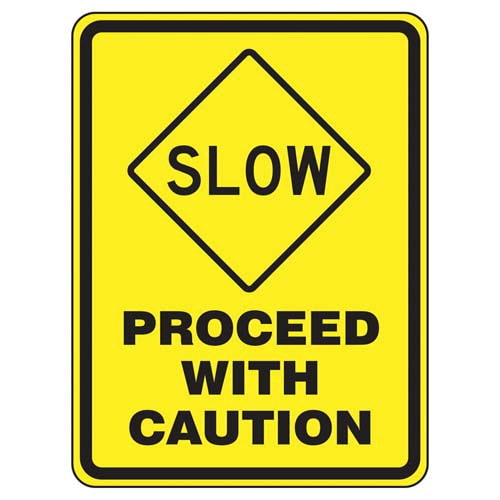 SLOW
PROCEED
WITH
CAUTION